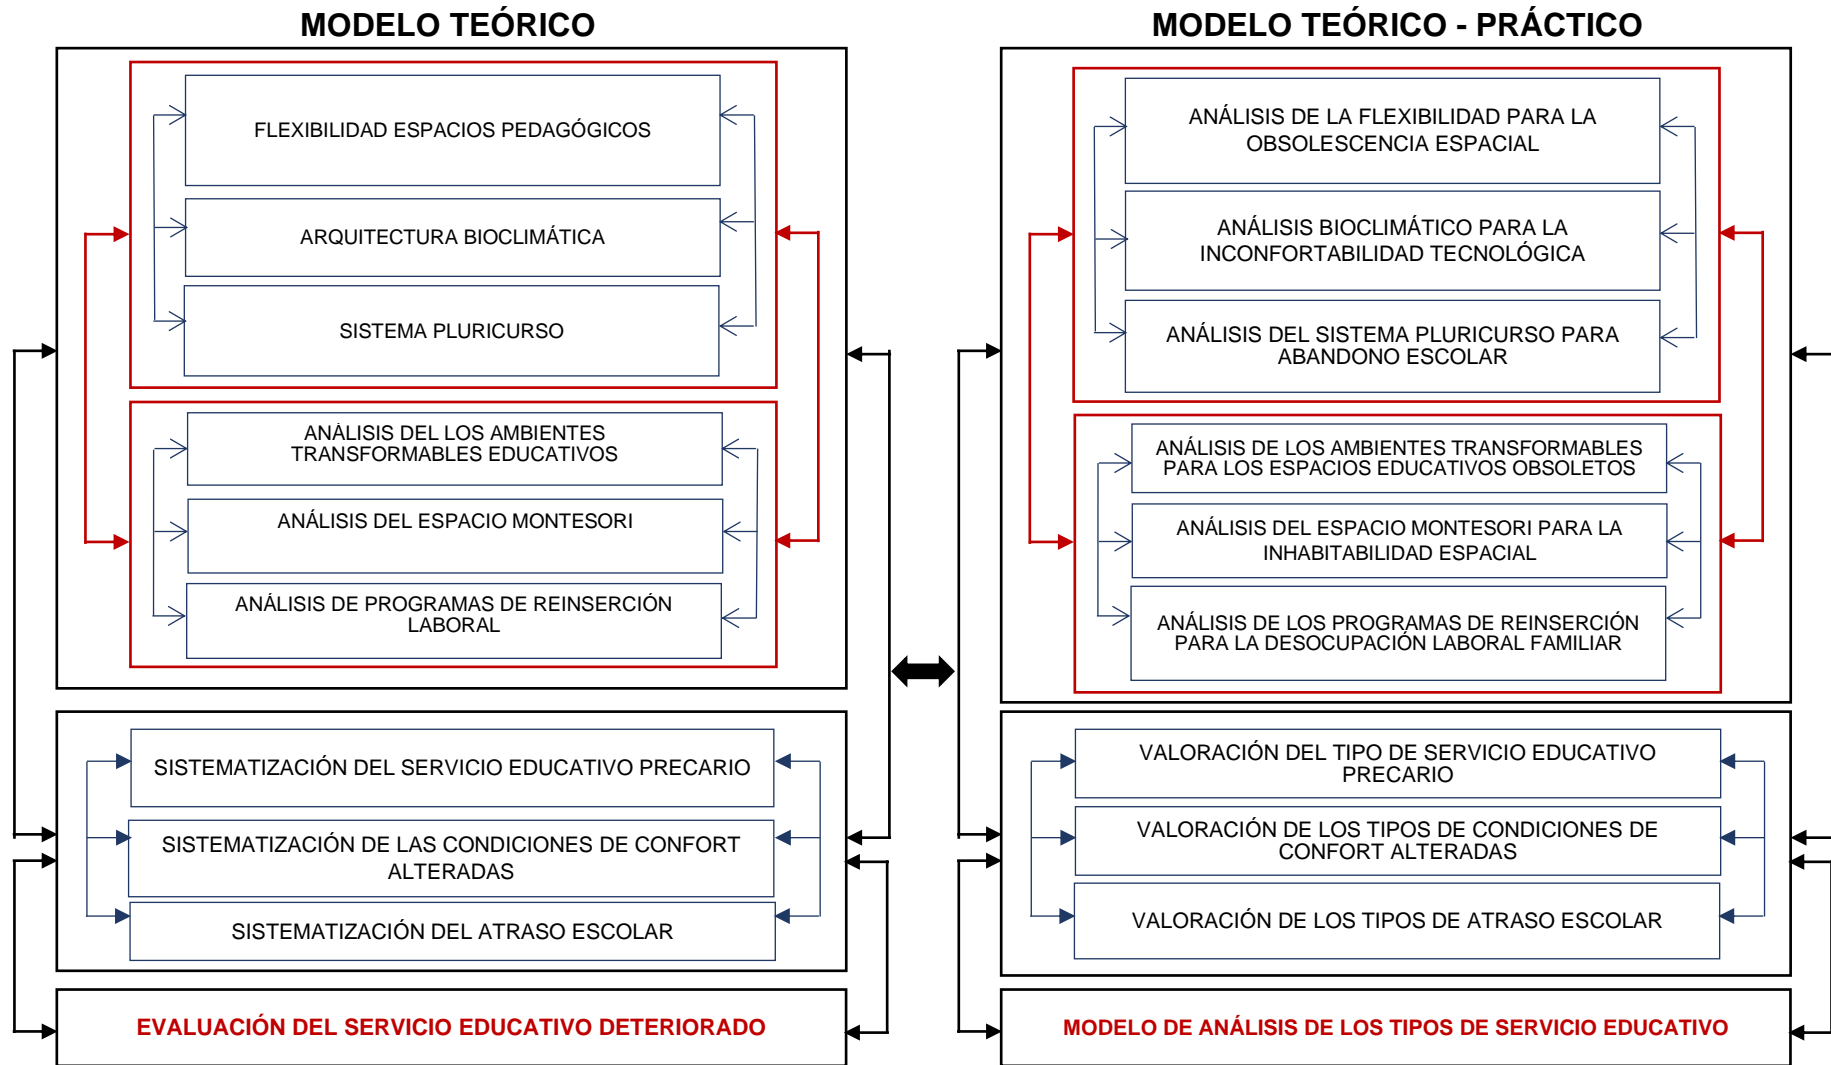 MODELO TEÓRICO
FLEXIBILIDAD ESPACIOS PEDAGÓGICOS
ARQUITECTURA BIOCLIMÁTICA
SISTEMA PLURICURSO
ANÁLISIS DEL LOS AMBIENTES
TRANSFORMABLES EDUCATIVOS
ANÁLISIS DEL ESPACIO MONTESORI
ANÁLISIS DE PROGRAMAS DE REINSERCIÓN
LABORAL
SISTEMATIZACIÓN DEL SERVICIO EDUCATIVO PRECARIO
SISTEMATIZACIÓN DE LAS CONDICIONES DE CONFORT
ALTERADAS
SISTEMATIZACIÓN DEL ATRASO ESCOLAR
EVALUACIÓN DEL SERVICIO EDUCATIVO DETERIORADO
MODELO TEÓRICO - PRÁCTICO
ANÁLISIS DE LA FLEXIBILIDAD PARA LA
OBSOLESCENCIA ESPACIAL
ANÁLISIS BIOCLIMÁTICO PARA LA
INCONFORTABILIDAD TECNOLÓGICA
ANÁLISIS DEL SISTEMA PLURICURSO PARA
ABANDONO ESCOLAR
ANÁLISIS DE LOS AMBIENTES TRANSFORMABLES
PARA LOS ESPACIOS EDUCATIVOS OBSOLETOS
ANÁLISIS DEL ESPACIO MONTESORI PARA LA
INHABITABILIDAD ESPACIAL
ANÁLISIS DE LOS PROGRAMAS DE REINSERCIÓN
PARA LA DESOCUPACIÓN LABORAL FAMILIAR
VALORACIÓN DEL TIPO DE SERVICIO EDUCATIVO
PRECARIO
VALORACIÓN DE LOS TIPOS DE CONDICIONES DE
CONFORT ALTERADAS
VALORACIÓN DE LOS TIPOS DE ATRASO ESCOLAR
MODELO DE ANÁLISIS DE LOS TIPOS DE SERVICIO EDUCATIVO